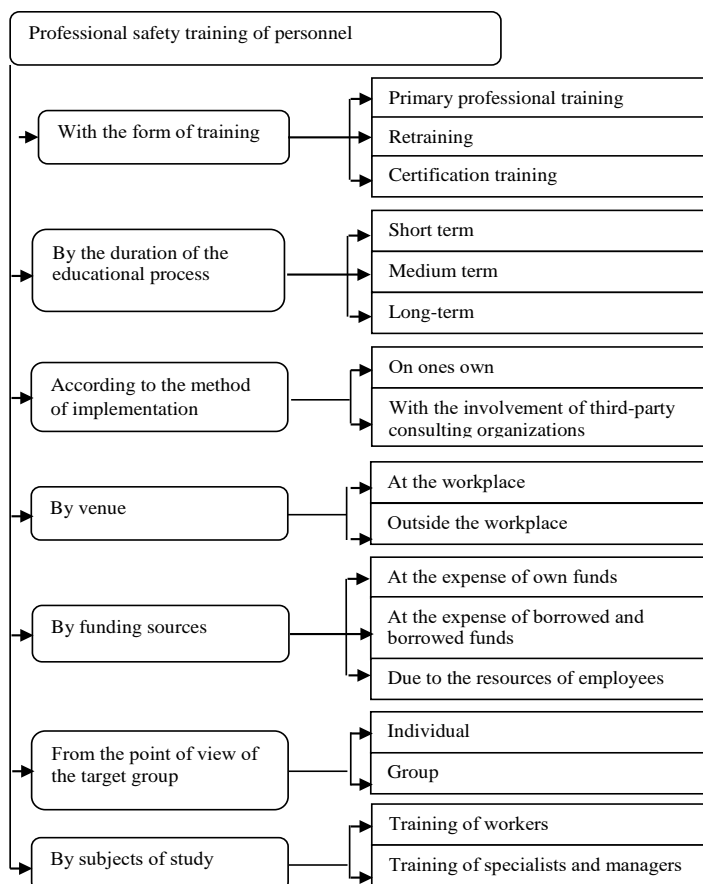 Professional safety training of personnel
With the form of training
Primary professional training
Retraining
Certification training
By the duration of the
educational process
Short term
Medium term
Long-term
According to the method
of implementation
On ones own
With the involvement of third-party
consulting organizations
By venue
At the workplace
Outside the workplace
By funding sources
At the expense of own funds
At the expense of borrowed and
borrowed funds
Due to the resources of employees
From the point of view of
the target group
Individual
Group
By subjects of study
Training of workers
Training of specialists and managers